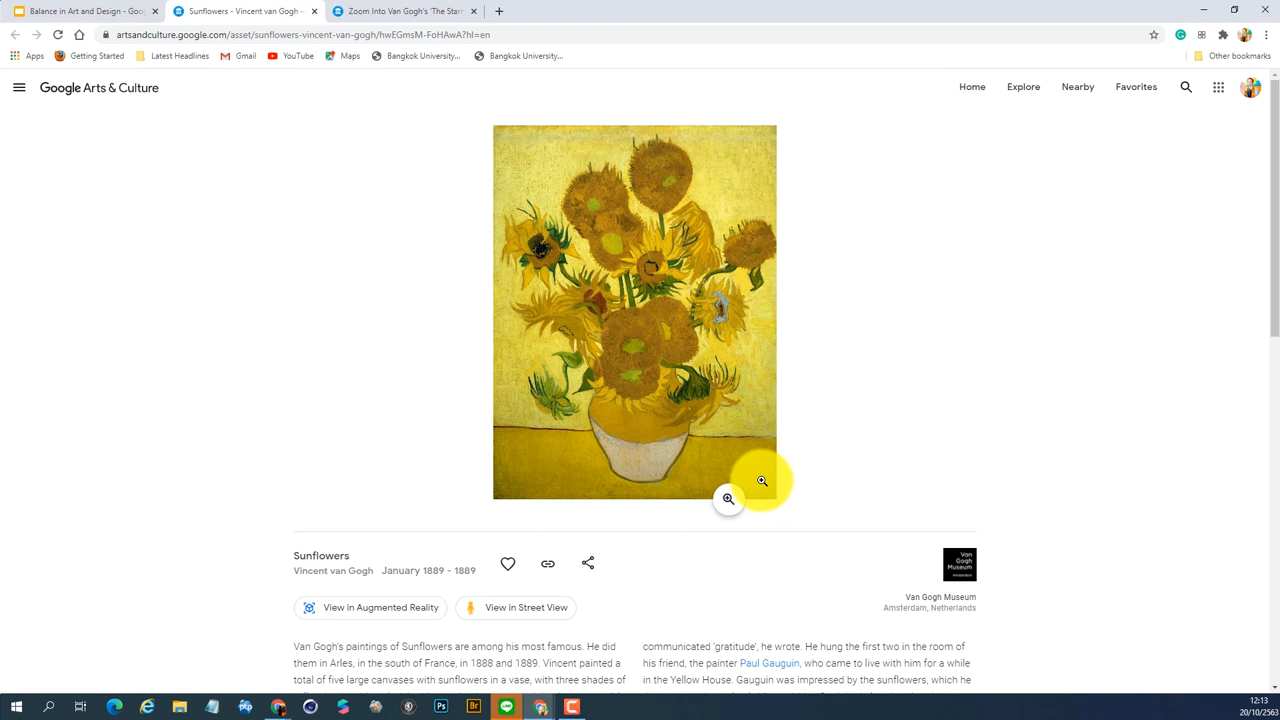 Balance in Art and Design - Goo
Sunflowers - Vincent van Gogh –
Zoom Into Van Gogh's 'The Star
artsandculture.google.com/asset/sunflowers-vincent-van-gogh/hwEGmsM-FoHAwA?hl=en
Apps
Getting Started
Latest Headlines
Gmail
YouTube
Maps
Bangkok University...
Bangkok University...
Other bookmarks
Google Arts & Culture
Home
Explore
Nearby
Favorites
Sunflowers
Vincent van Gogh January 1889 - 1889
View in Augmented Reality
View in Street View
Van
Gogh
Museum
Amsterdam
Van Gogh Museum
Amsterdam, Netherlands
Van Gogh's paintings of Sunflowers are among his most famous. He did
them in Arles, in the south of France, in 1888 and 1889. Vincent painted a
total of five large canvases with sunflowers in a vase, with three shades of
communicated 'gratitude', he wrote. He hung the first two in the room of
his friend, the painter Paul Gauguin, who came to live with him for a while
in the Yellow House. Gauguin was impressed by the sunflowers, which he
Ps
Br
LINE
C
12:13
20/10/2563